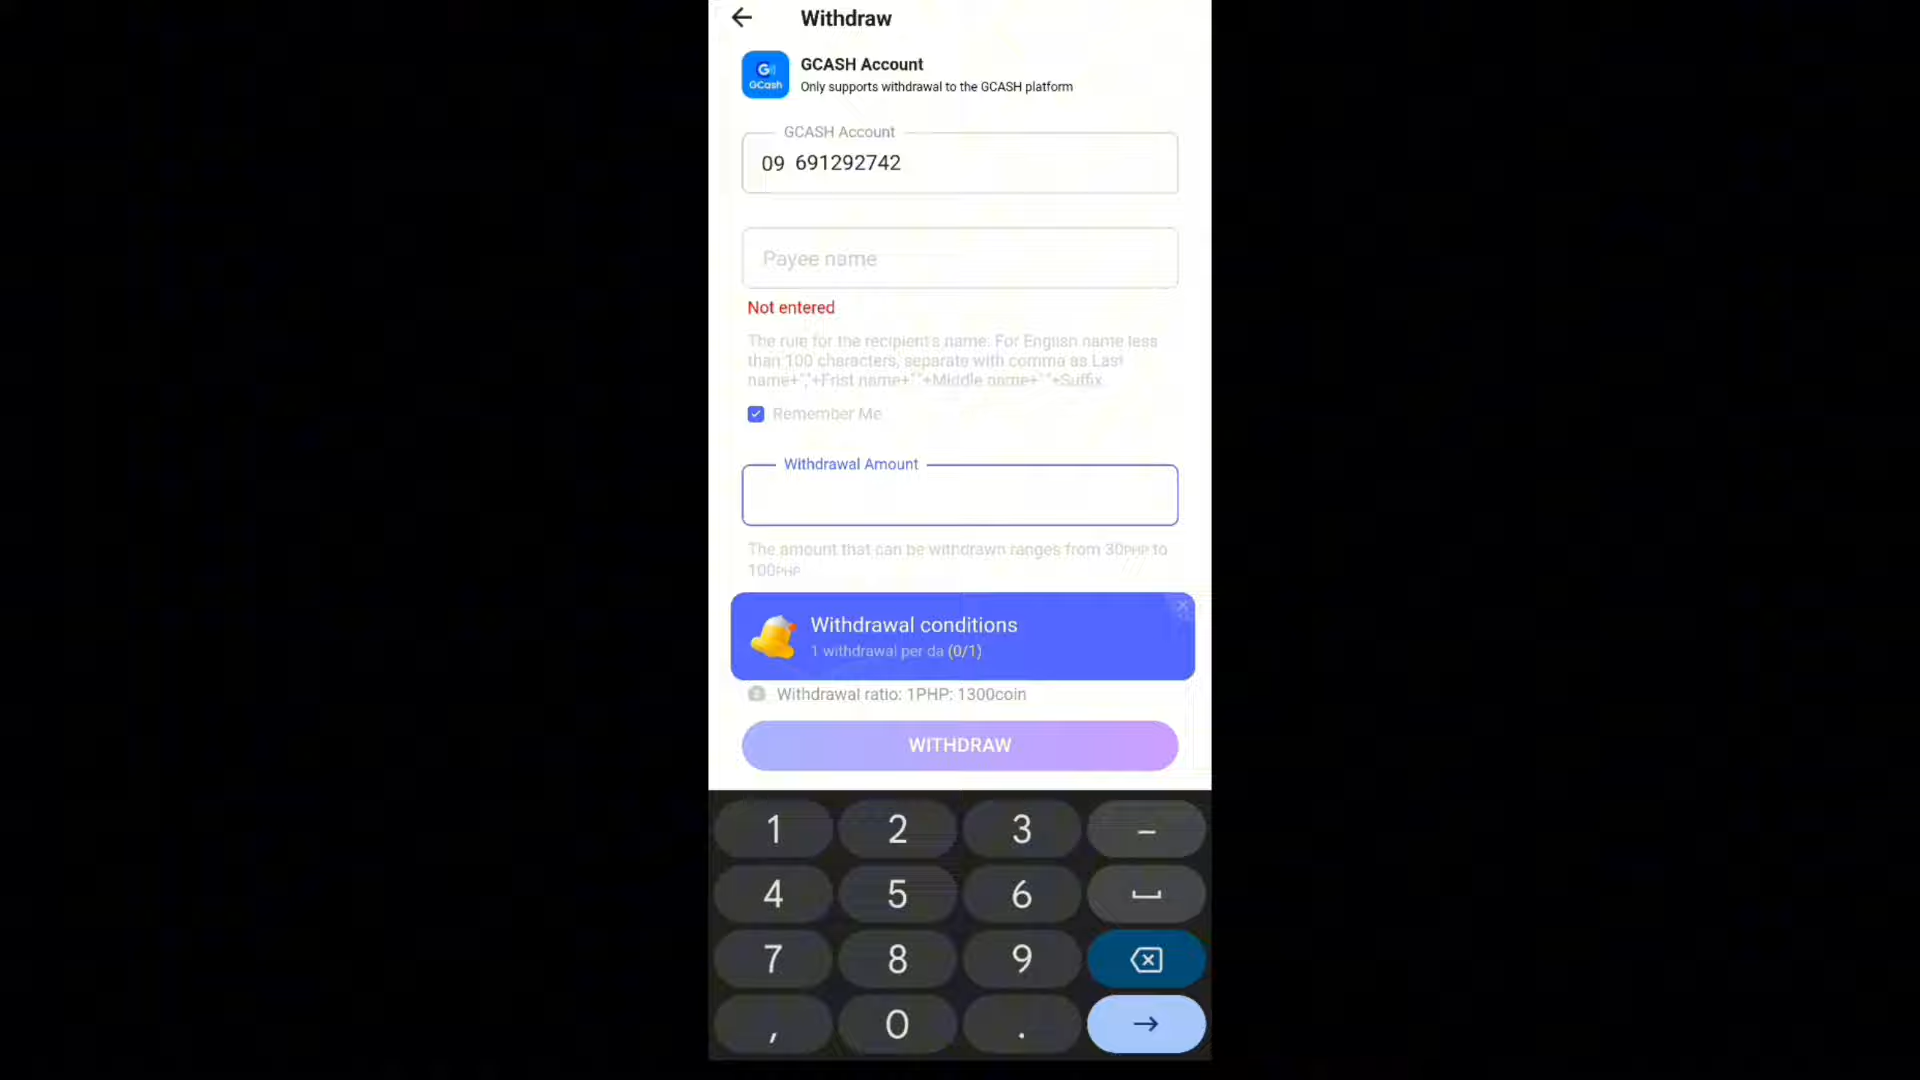 Withdraw
G
GCash
GCASH Account
Only supports withdrawal to the GCASH platform
GCASH Account
09 691292742
Payee name
Not entered
The rule for the recipient's name: For English name less
than 100 characters, separate with comma as Last
name+","+Frist name+" "+Middle name+" "+Suffix.
Remember Me
Withdrawal Amount
The amount that can be withdrawn ranges from 30PHP to
100PHP
Withdrawal conditions
1 withdrawal per da (0/1)
Withdrawal ratio: 1PHP: 1300coin
WITHDRAW
1 2 3 –
4 5 6
7 8 9
, 0 .